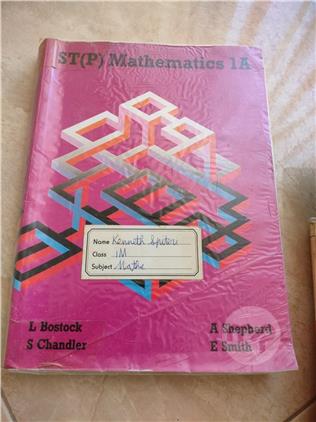 ST(P) Mathematics 1A
Name Kenneth Spiteri
Class 1M
Subject Maths
L Bostock
S Chandler
A Shepherd
E Smith